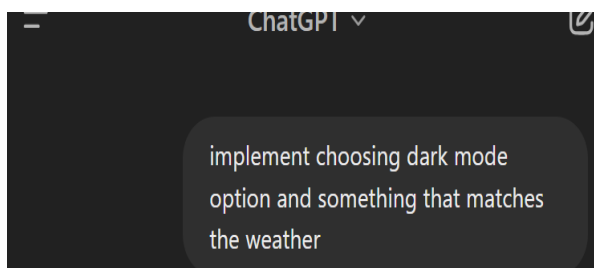 ChatGPT
implement choosing dark mode
option and something that matches
the weather